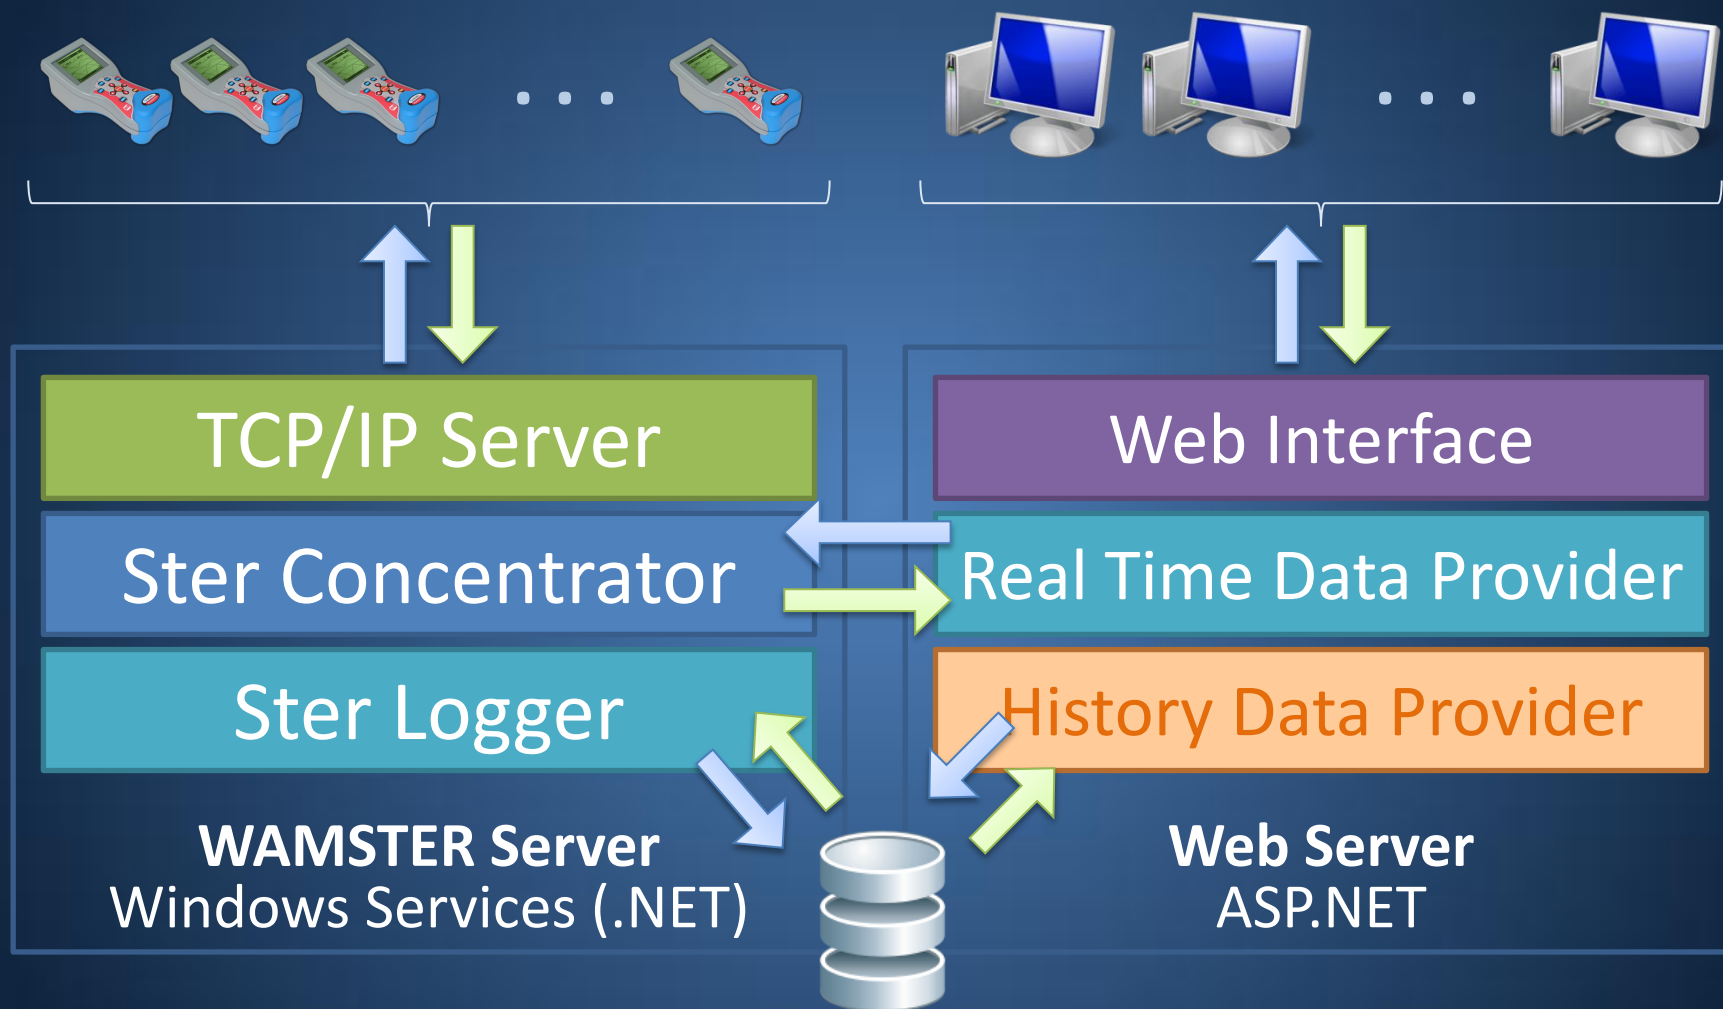 TCP/IP Server
Ster Concentrator
Ster Logger
WAMSTER Server
Windows Services (.NET)
Web Interface
Real Time Data Provider
History Data Provider
Web Server
ASP.NET